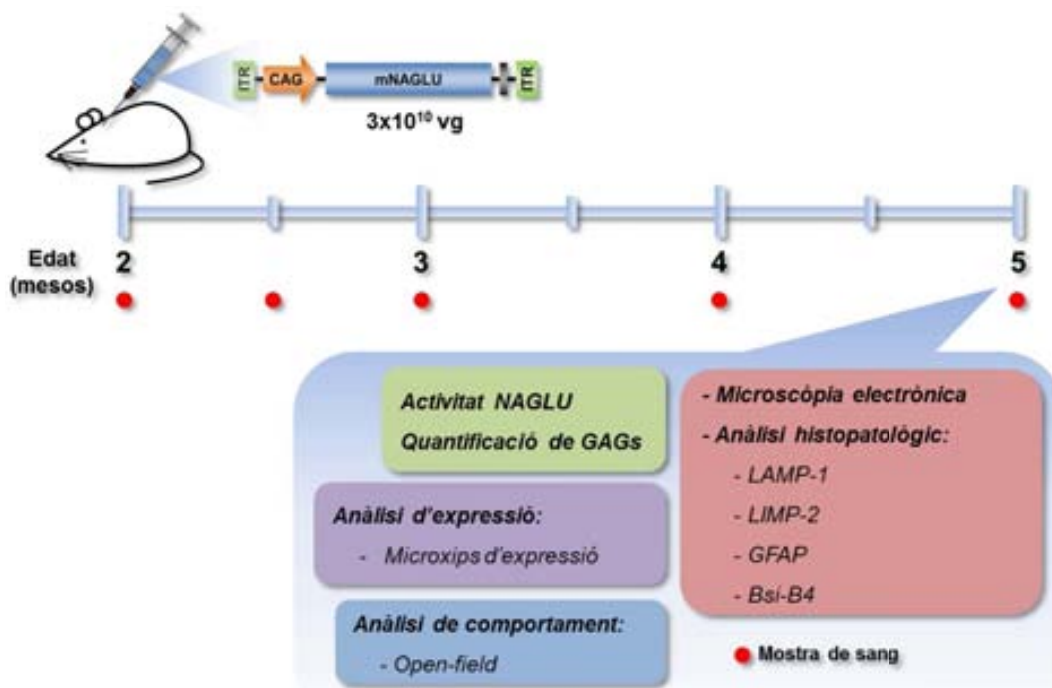 ITR CAG mNAGLU ITR
3x10¹⁰ vg
Edat
(mesos)
2 3 4 5
Activitat NAGLU
Quantificació de GAGs
Anàlisi d'expressió:
- Microxips d'expressió
Anàlisi de comportament:
- Open-field
- Microscòpia electrònica
- Anàlisi histopatològic:
- LAMP-1
- LIMP-2
- GFAP
- Bsi-B4
Mostra de sang